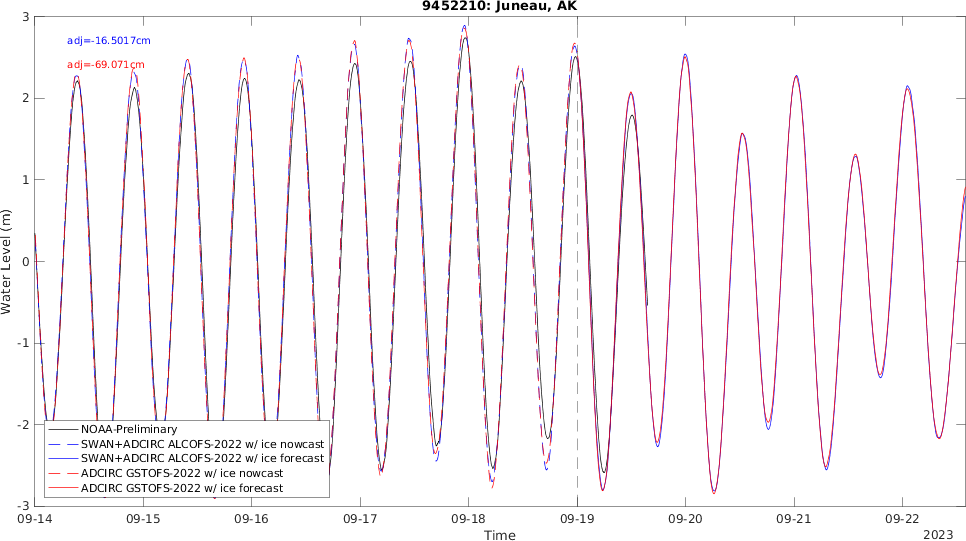 9452210: Juneau, AK
adj=-16.5017cm
adj=-69.071cm
Water Level (m)
3
2
1
0
-1
-2
-3
NOAA-Preliminary
SWAN+ADCIRC ALCOFS-2022 w/ ice nowcast
SWAN+ADCIRC ALCOFS-2022 w/ ice forecast
ADCIRC GSTOFS-2022 w/ ice nowcast
ADCIRC GSTOFS-2022 w/ ice forecast
09-14 09-15 09-16 09-17 09-18 09-19 09-20 09-21 09-22
Time
2023